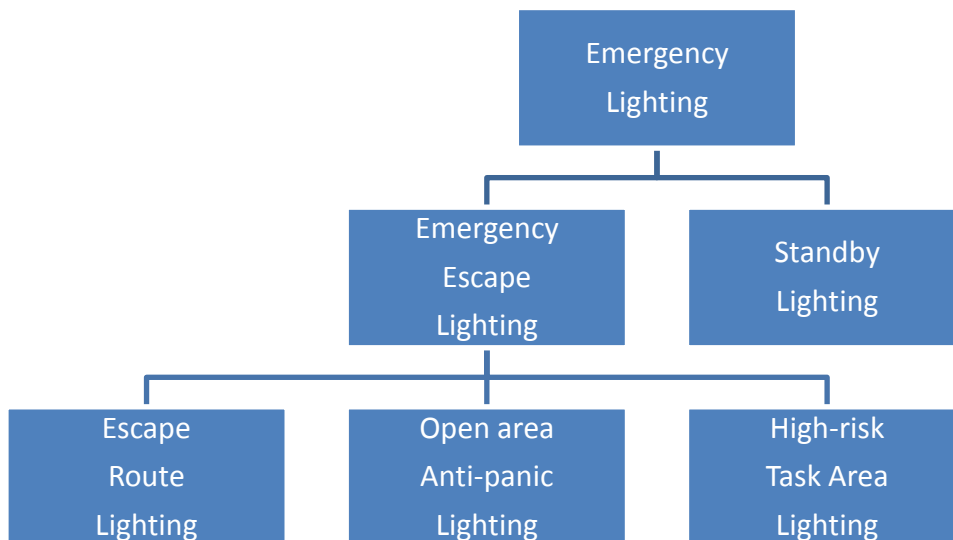 Emergency
Lighting
Emergency
Escape
Lighting
Standby
Lighting
Escape
Route
Lighting
Open area
Anti-panic
Lighting
High-risk
Task Area
Lighting